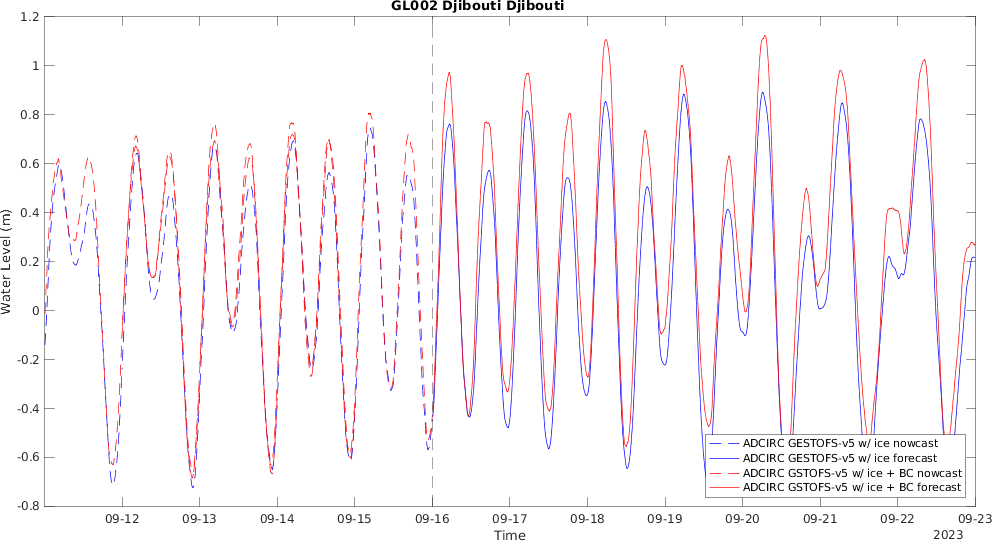 GL002 Djibouti Djibouti
1.2
1
0.8
0.6
0.4
0.2
0
-0.2
-0.4
-0.6
-0.8
Water Level (m)
ADCIRC GESTOFS-v5 w/ ice nowcast
ADCIRC GESTOFS-v5 w/ ice forecast
ADCIRC GSTOFS-v5 w/ ice + BC nowcast
ADCIRC GSTOFS-v5 w/ ice + BC forecast
09-12 09-13 09-14 09-15 09-16 09-17 09-18 09-19 09-20 09-21 09-22 09-23
Time
2023